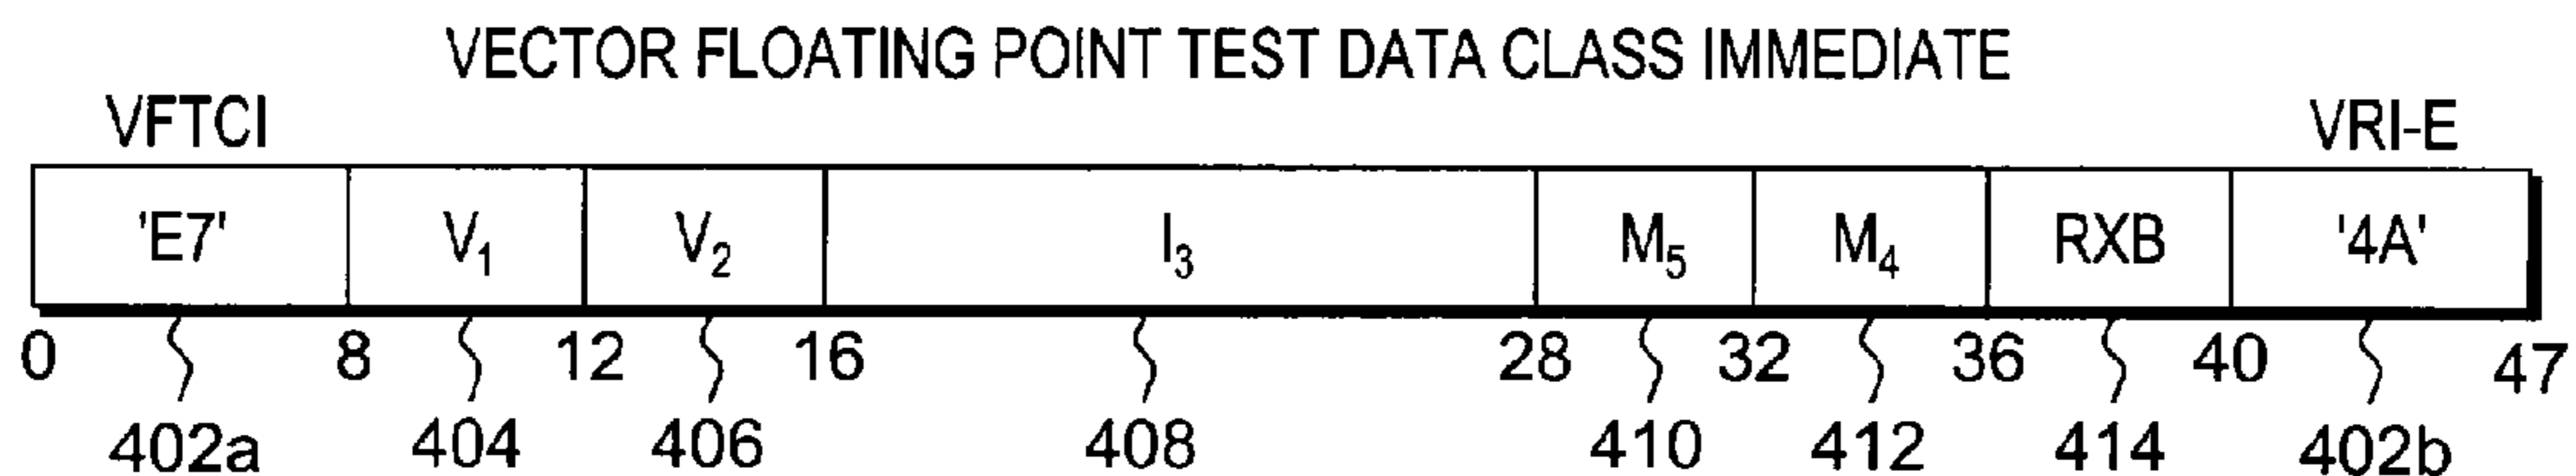 VECTOR FLOATING POINT TEST DATA CLASS IMMEDIATE
VFTCI VRI-E
'E7' V₁ V₂ I₃ M₅ M₄ RXB '4A'
0 8 12 16 28 32 36 40 47
402a 404 406 408 410 412 414 402b